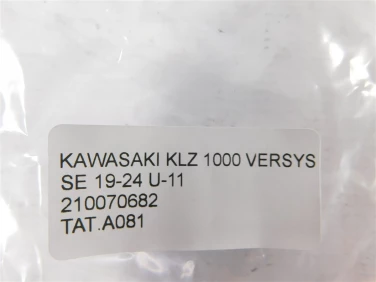 KAWASAKI KLZ 1000 VERSYS
SE 19-24 U-11
210070682
TAT.A081